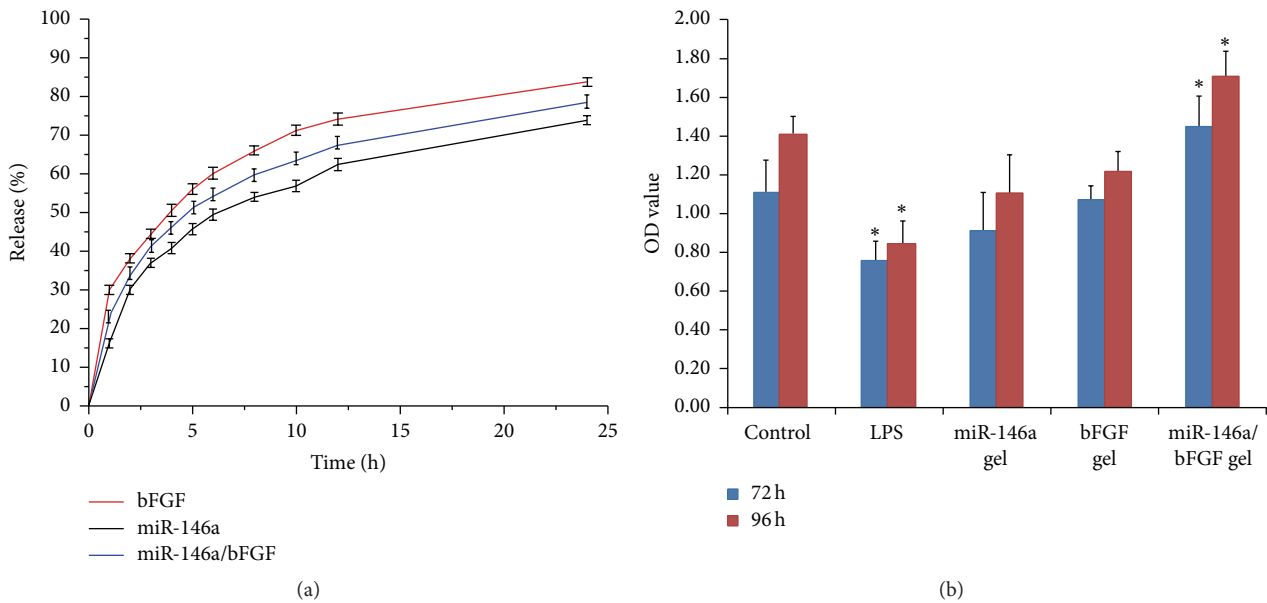 100
90
80
70
60
50
40
30
20
10
0
Release (%)
0
5
10
15
20
25
Time (h)
bFGF
miR-146a
miR-146a/bFGF
(a)
2.00
1.80
1.60
1.40
1.20
1.00
0.80
0.60
0.40
0.20
0.00
OD value
*
*
*
*
Control
LPS
miR-146a
gel
bFGF
gel
miR-146a/
bFGF gel
72 h
96 h
(b)